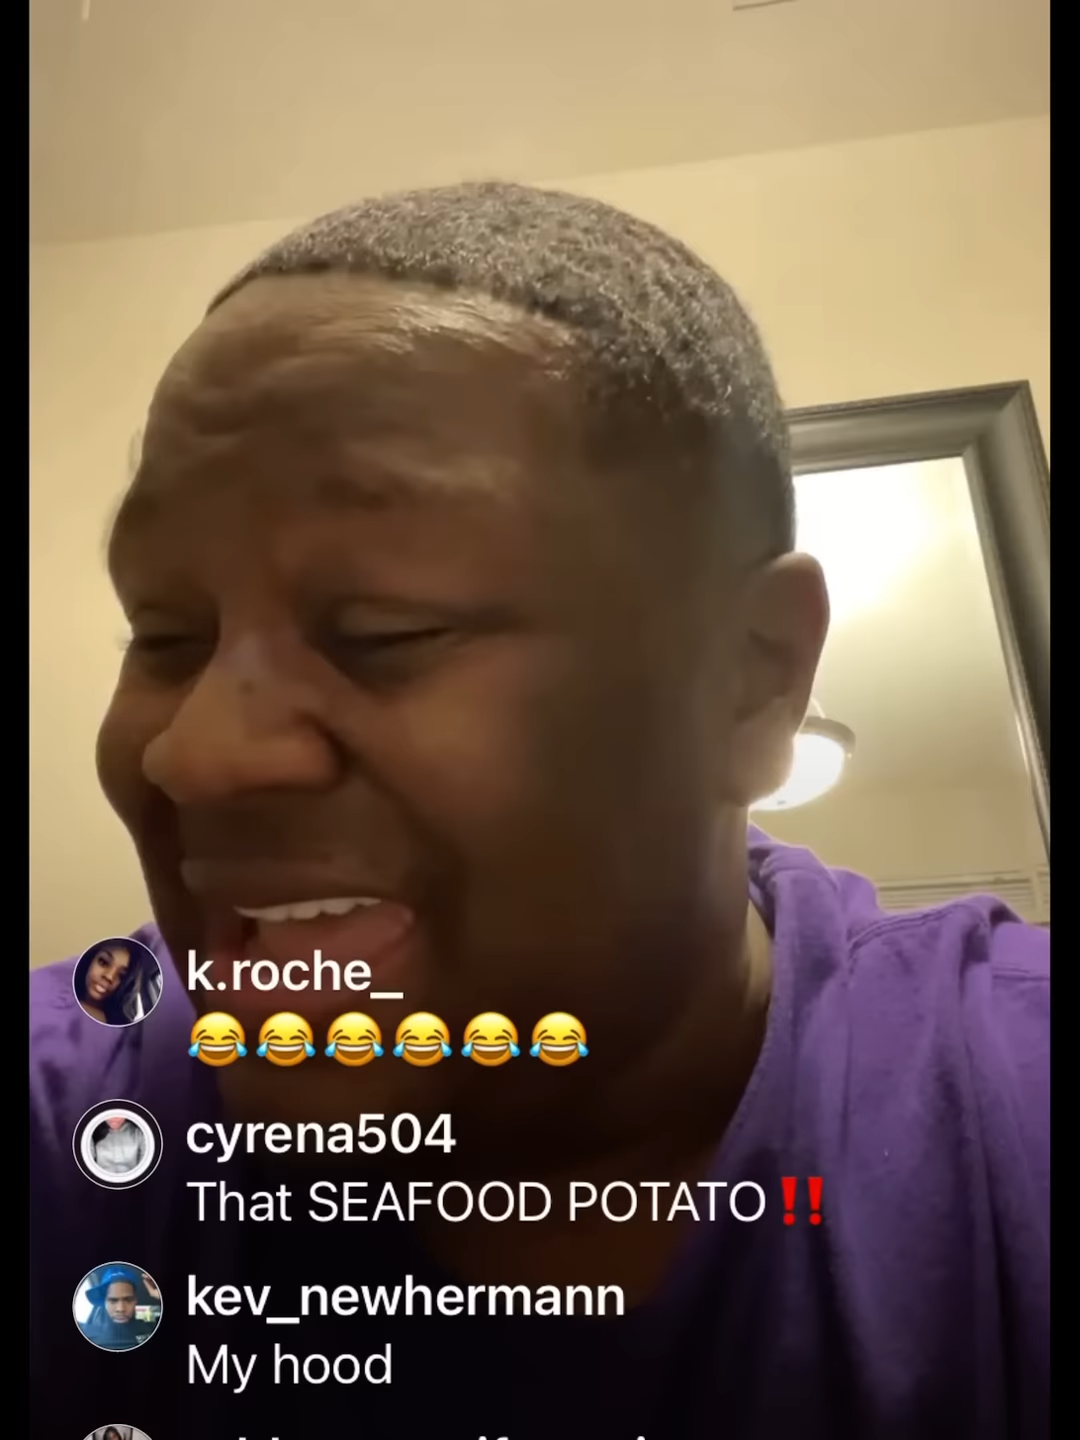 k.roche_
😂😂😂😂😂😂
cyrena504
That SEAFOOD POTATO‼️
kev_newhermann
My hood